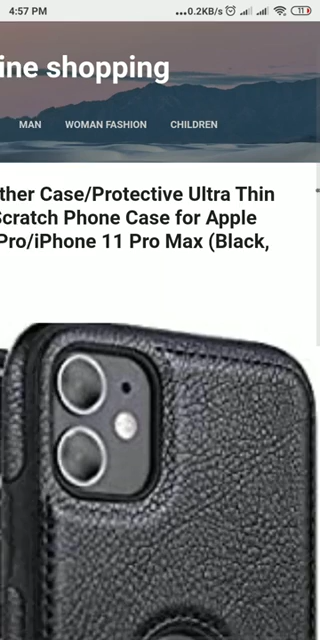 4:57 PM ...0.2KB/s 11
ine shopping
MAN WOMAN FASHION CHILDREN
ther Case/Protective Ultra Thin
Scratch Phone Case for Apple
Pro/iPhone 11 Pro Max (Black,